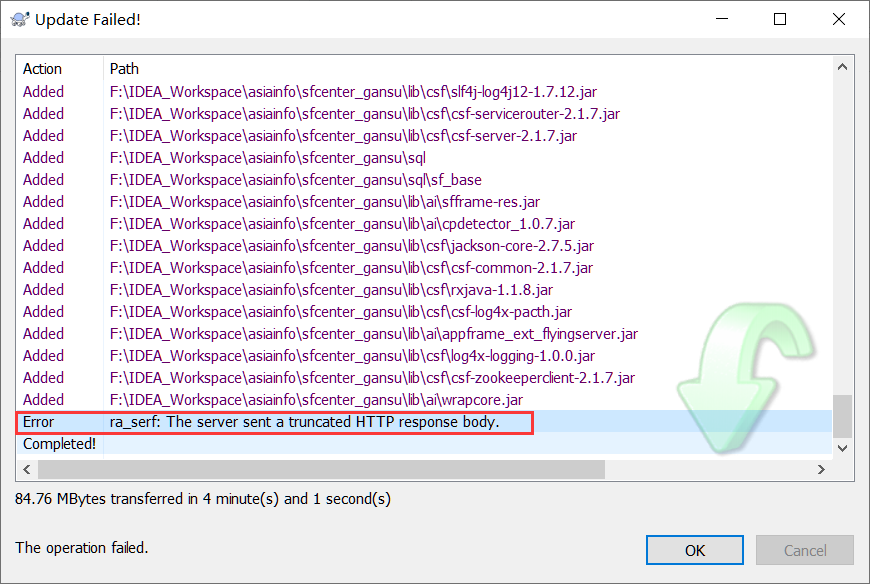 Update Failed!
Action Path
Added F:\IDEA_Workspace\asiainfo\sfcenter_gansu\lib\csf\slf4j-log4j12-1.7.12.jar
Added F:\IDEA_Workspace\asiainfo\sfcenter_gansu\lib\csf\csf-servicerouter-2.1.7.jar
Added F:\IDEA_Workspace\asiainfo\sfcenter_gansu\lib\csf\csf-server-2.1.7.jar
Added F:\IDEA_Workspace\asiainfo\sfcenter_gansu\sql
Added F:\IDEA_Workspace\asiainfo\sfcenter_gansu\sql\sf_base
Added F:\IDEA_Workspace\asiainfo\sfcenter_gansu\lib\ai\sfframe-res.jar
Added F:\IDEA_Workspace\asiainfo\sfcenter_gansu\lib\ai\cpdetector_1.0.7.jar
Added F:\IDEA_Workspace\asiainfo\sfcenter_gansu\lib\csf\jackson-core-2.7.5.jar
Added F:\IDEA_Workspace\asiainfo\sfcenter_gansu\lib\csf\csf-common-2.1.7.jar
Added F:\IDEA_Workspace\asiainfo\sfcenter_gansu\lib\csf\rxjava-1.1.8.jar
Added F:\IDEA_Workspace\asiainfo\sfcenter_gansu\lib\csf\csf-log4x-pacth.jar
Added F:\IDEA_Workspace\asiainfo\sfcenter_gansu\lib\ai\appframe_ext_flyingserver.jar
Added F:\IDEA_Workspace\asiainfo\sfcenter_gansu\lib\csf\log4x-logging-1.0.0.jar
Added F:\IDEA_Workspace\asiainfo\sfcenter_gansu\lib\csf\csf-zookeeperclient-2.1.7.jar
Added F:\IDEA_Workspace\asiainfo\sfcenter_gansu\lib\ai\wrapcore.jar
Error ra_serf: The server sent a truncated HTTP response body.
Completed!
84.76 MBytes transferred in 4 minute(s) and 1 second(s)
The operation failed.
OK Cancel